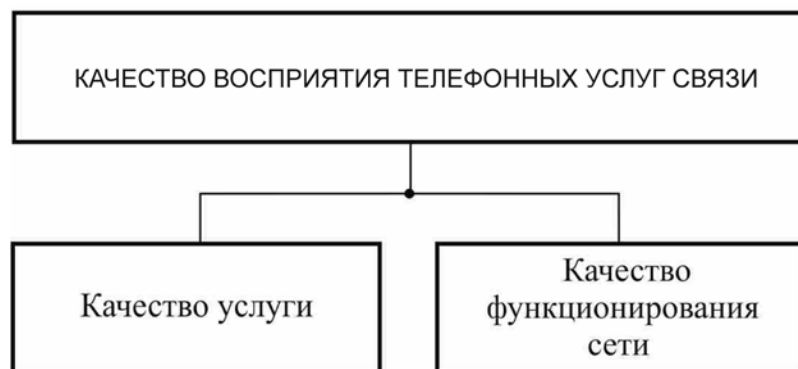 КАЧЕСТВО ВОСПРИЯТИЯ ТЕЛЕФОННЫХ УСЛУГ СВЯЗИ
Качество услуги
Качество
функционирования
сети